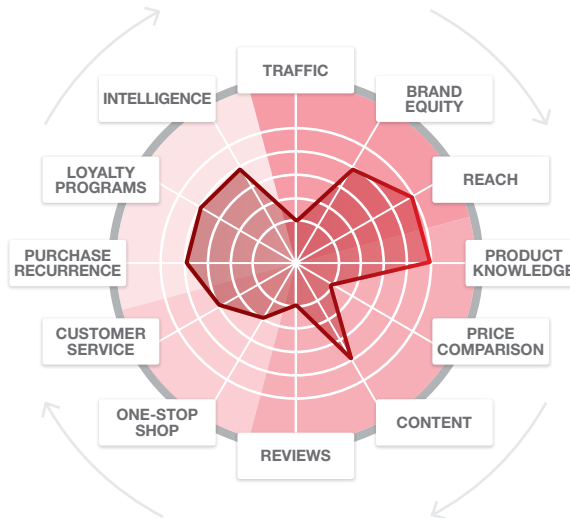 TRAFFIC
BRAND
EQUITY
REACH
PRODUCT
KNOWLEDGE
PRICE
COMPARISON
CONTENT
REVIEWS
ONE-STOP
SHOP
CUSTOMER
SERVICE
PURCHASE
RECURRENCE
LOYALTY
PROGRAMS
INTELLIGENCE